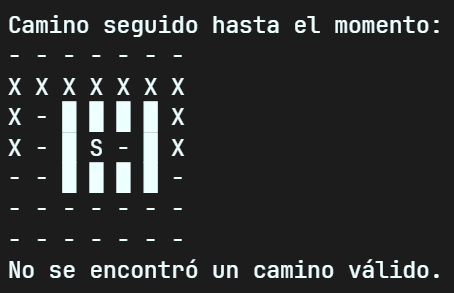 Camino seguido hasta el momento:
- - - - - - -
X X X X X X X
X - █ █ █ █ X
X - █ S - █ X
- - █ █ █ █ -
- - - - - - -
- - - - - - -
No se encontró un camino válido.